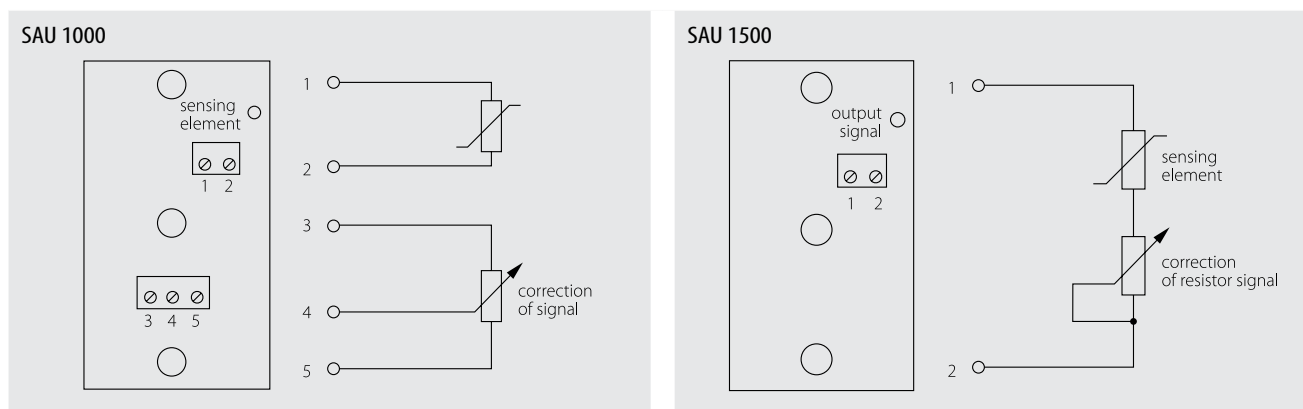 SAU 1000
sensing
element
1 2
3 4 5
1
2
3
4
5
correction
of signal
SAU 1500
output
signal
1 2
1
sensing
element
correction
of resistor signal
2